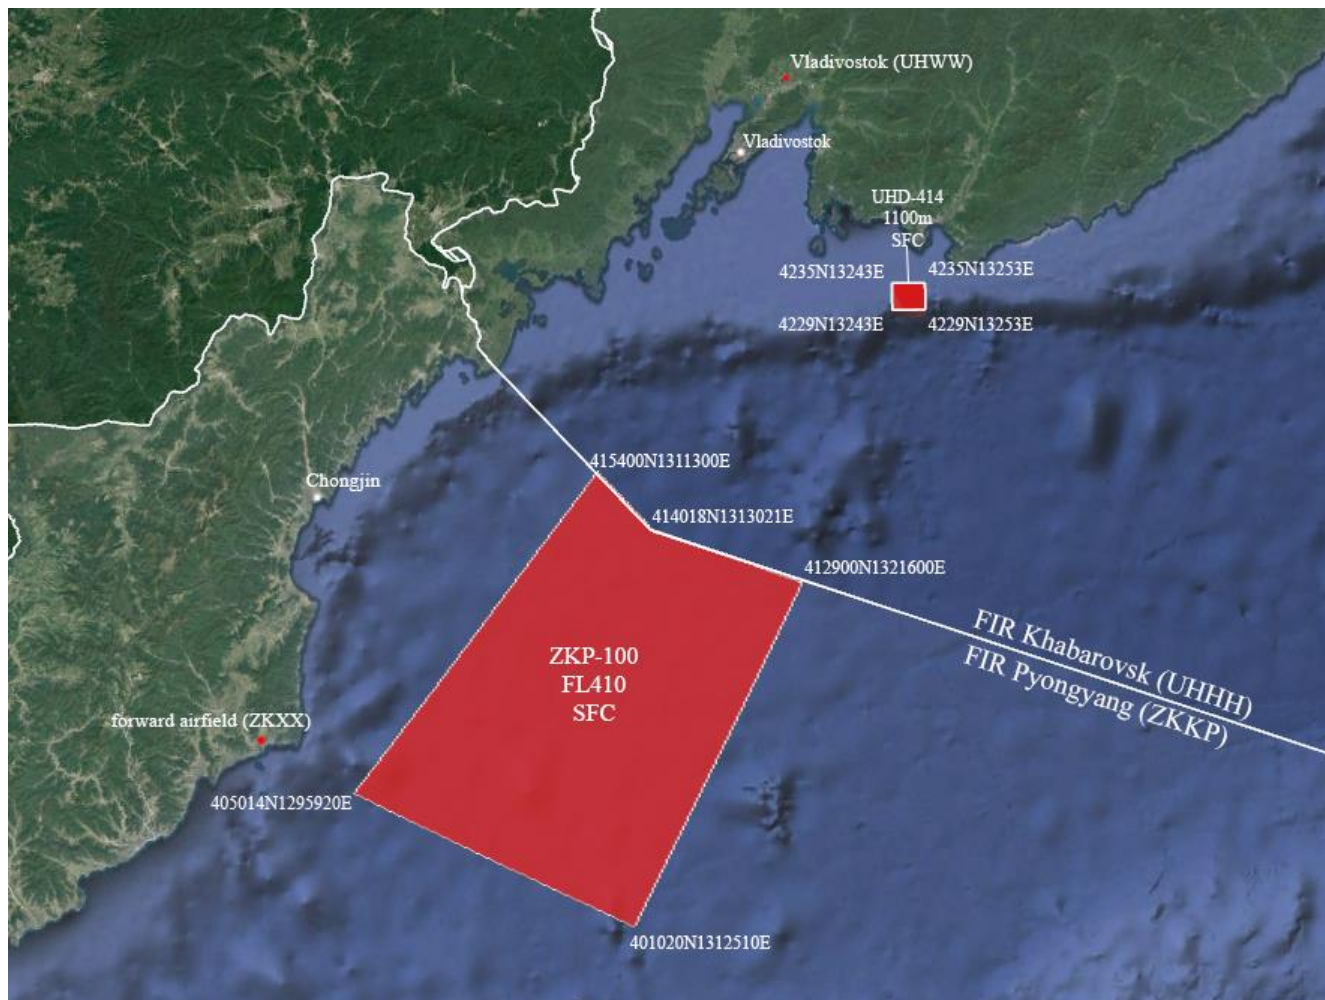 Vladivostok (UHWW)
Vladivostok
UHD-414
1100m
SFC
4235N13243E
4235N13253E
4229N13243E
4229N13253E
415400N1311300E
Chongjin
414018N1313021E
412900N1321600E
FIR Khabarovsk (UHHH)
FIR Pyongyang (ZKKP)
ZKP-100
FL410
SFC
forward airfield (ZKXX)
405014N1295920E
401020N1312510E